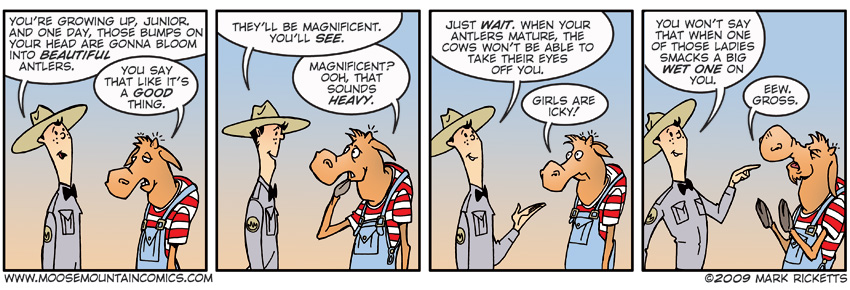 YOU'RE GROWING UP, JUNIOR.
AND ONE DAY, THOSE BUMPS ON
YOUR HEAD ARE GONNA BLOOM
INTO BEAUTIFUL
ANTLERS.
YOU SAY
THAT LIKE IT'S
A GOOD
THING.
THEY'LL BE MAGNIFICENT.
YOU'LL SEE.
MAGNIFICENT?
OOH, THAT
SOUNDS
HEAVY.
JUST WAIT. WHEN YOUR
ANTLERS MATURE, THE
COWS WON'T BE ABLE TO
TAKE THEIR EYES
OFF YOU.
GIRLS ARE
ICKY!
YOU WON'T SAY
THAT WHEN ONE
OF THOSE LADIES
SMACKS A BIG
WET ONE ON
YOU.
EEW.
GROSS.
WWW.MOOSEMOUNTAINCOMICS.COM
©2009 MARK RICKETTS